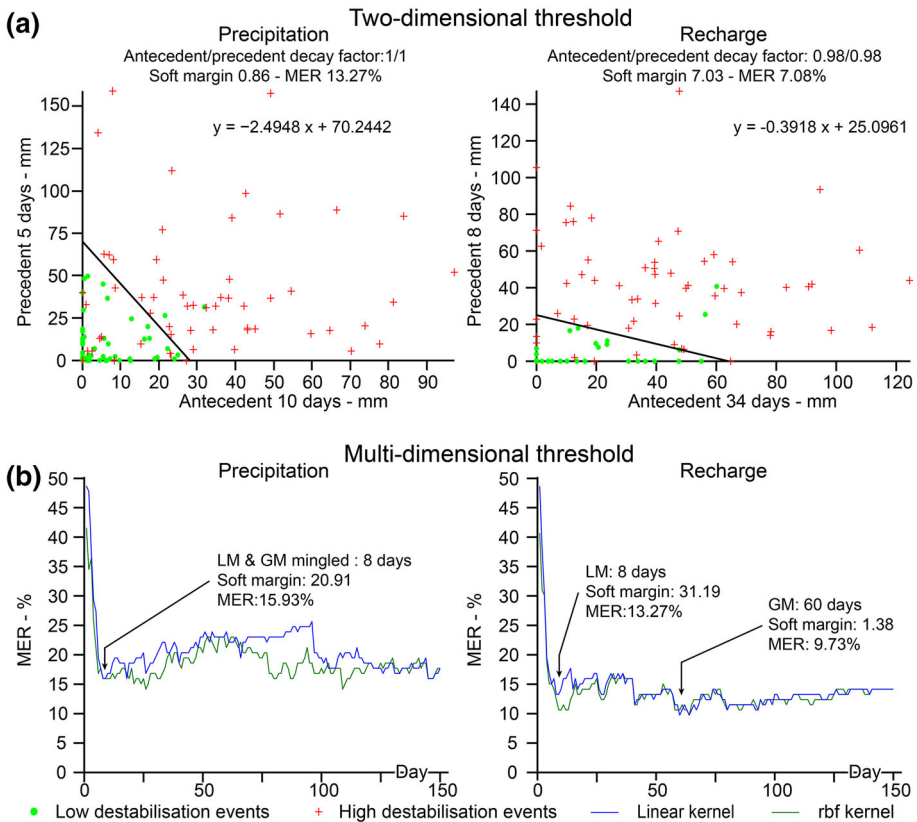 (a)
Two-dimensional threshold
Precipitation
Antecedent/precedent decay factor:1/1
Soft margin 0.86 - MER 13.27%
y = −2.4948 x + 70.2442
Precedent 5 days - mm
150
125
100
75
50
25
0
0 10 20 30 40 50 60 70 80 90
Antecedent 10 days - mm
Recharge
Antecedent/precedent decay factor: 0.98/0.98
Soft margin 7.03 - MER 7.08%
y = -0.3918 x + 25.0961
Precedent 8 days - mm
140
120
100
80
60
40
20
0
0 20 40 60 80 100 120
Antecedent 34 days - mm
(b)
Multi-dimensional threshold
Precipitation
LM & GM mingled : 8 days
Soft margin: 20.91
MER:15.93%
MER - %
50
45
40
35
30
25
20
15
10
5
0
0 50 100 150
Day
Recharge
LM: 8 days
Soft margin: 31.19
MER:13.27%
GM: 60 days
Soft margin: 1.38
MER: 9.73%
MER - %
50
45
40
35
30
25
20
15
10
5
0
0 50 100 150
Day
Low destabilisation events
High destabilisation events
Linear kernel
rbf kernel